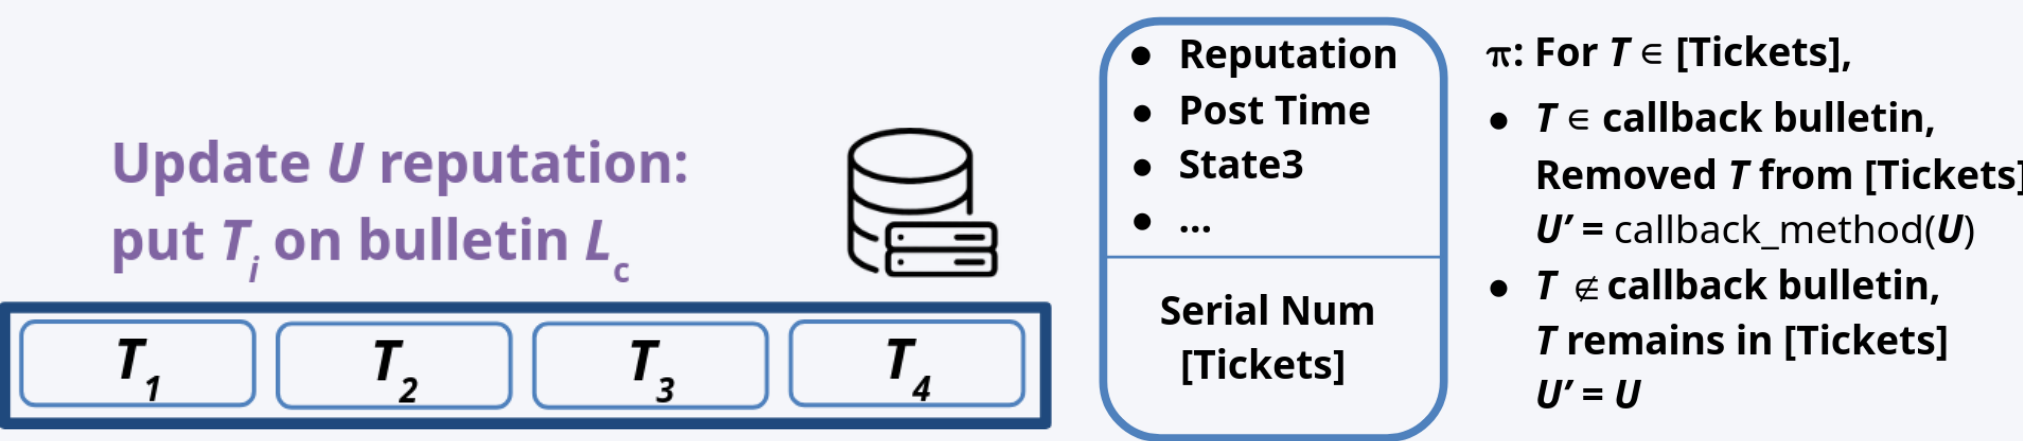 Update U reputation:
put Tᵢ on bulletin L_c
T₁ T₂ T₃ T₄
● Reputation
● Post Time
● State3
● ...
Serial Num
[Tickets]
π: For T ∈ [Tickets],
● T ∈ callback bulletin,
Removed T from [Tickets]
U’ = callback_method(U)
● T ∉ callback bulletin,
T remains in [Tickets]
U’ = U